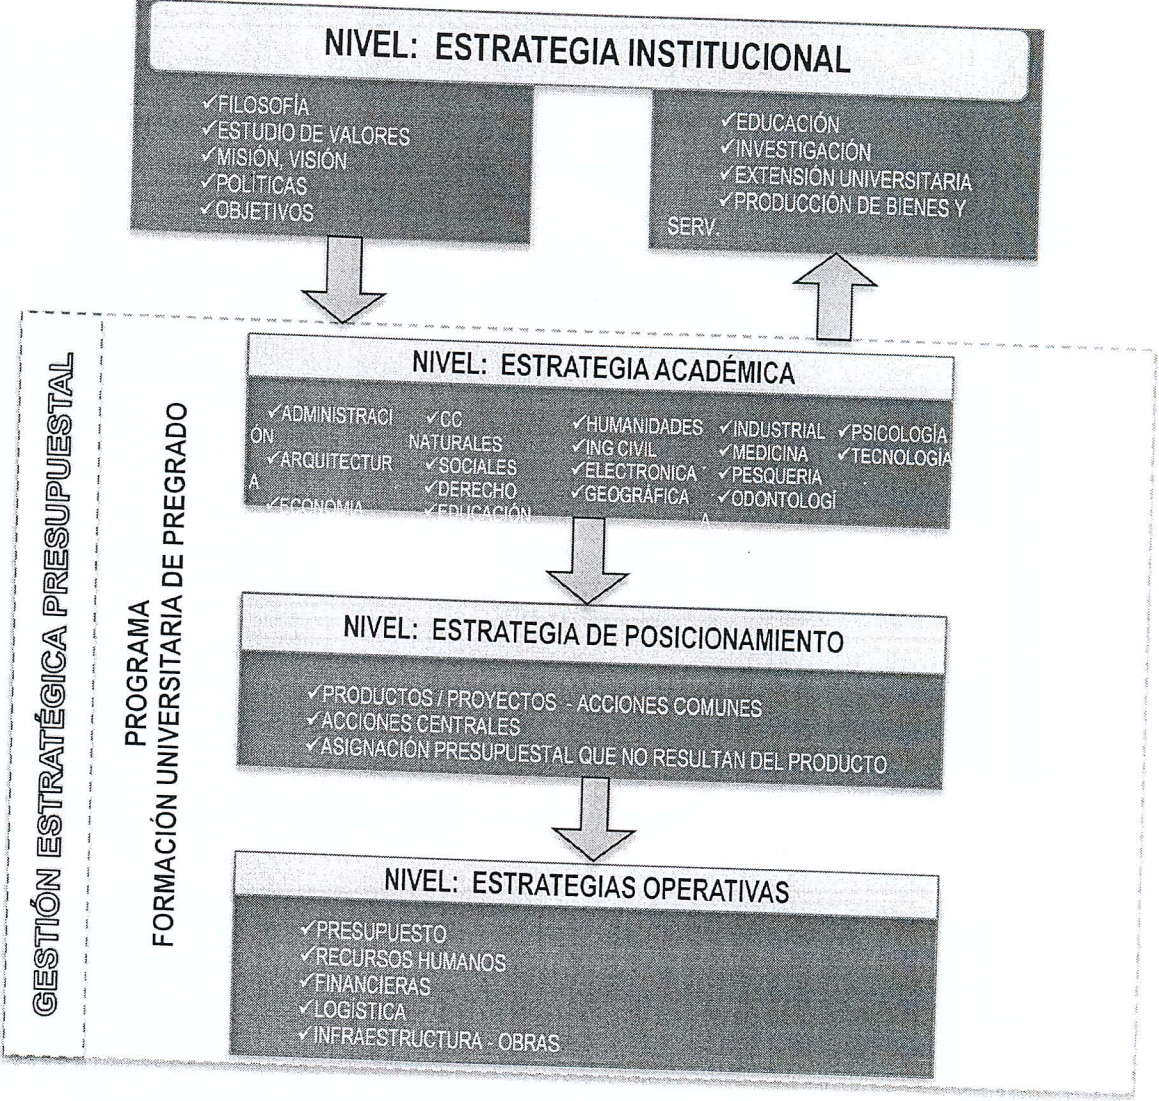 NIVEL: ESTRATEGIA INSTITUCIONAL
✓FILOSOFÍA
✓ESTUDIO DE VALORES
✓MISIÓN, VISIÓN
✓POLÍTICAS
✓OBJETIVOS
✓EDUCACIÓN
✓INVESTIGACIÓN
✓EXTENSIÓN UNIVERSITARIA
✓PRODUCCIÓN DE BIENES Y
SERV.
GESTIÓN ESTRATÉGICA PRESUPUESTAL
PROGRAMA
FORMACIÓN UNIVERSITARIA DE PREGRADO
NIVEL: ESTRATEGIA ACADÉMICA
✓ADMINISTRACI
ÓN
✓ARQUITECTUR
A
✓ECONOMIA
✓CC
NATURALES
✓SOCIALES
✓DERECHO
✓EDUCACIÓN
✓HUMANIDADES
✓ING CIVIL
✓ELECTRONICA
✓GEOGRÁFICA
✓INDUSTRIAL
✓MEDICINA
✓PESQUERIA
✓ODONTOLOGÍ
A
✓PSICOLOGÍA
✓TECNOLOGÍA
NIVEL: ESTRATEGIA DE POSICIONAMIENTO
✓PRODUCTOS / PROYECTOS - ACCIONES COMUNES
✓ACCIONES CENTRALES
✓ASIGNACIÓN PRESUPUESTAL QUE NO RESULTAN DEL PRODUCTO
NIVEL: ESTRATEGIAS OPERATIVAS
✓PRESUPUESTO
✓RECURSOS HUMANOS
✓FINANCIERAS
✓LOGÍSTICA
✓INFRAESTRUCTURA - OBRAS